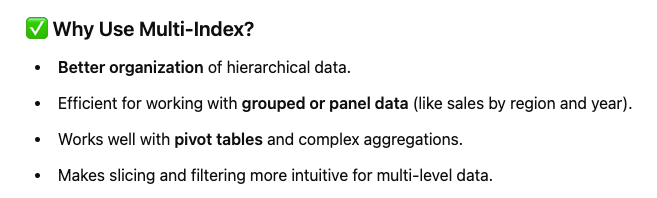 ✅ Why Use Multi-Index?
• Better organization of hierarchical data.
• Efficient for working with grouped or panel data (like sales by region and year).
• Works well with pivot tables and complex aggregations.
• Makes slicing and filtering more intuitive for multi-level data.